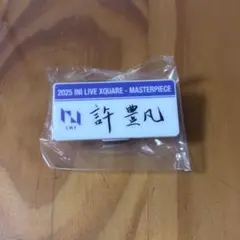 2025 INI LIVE XQUARE - MASTERPIECE
許豊凡
INI